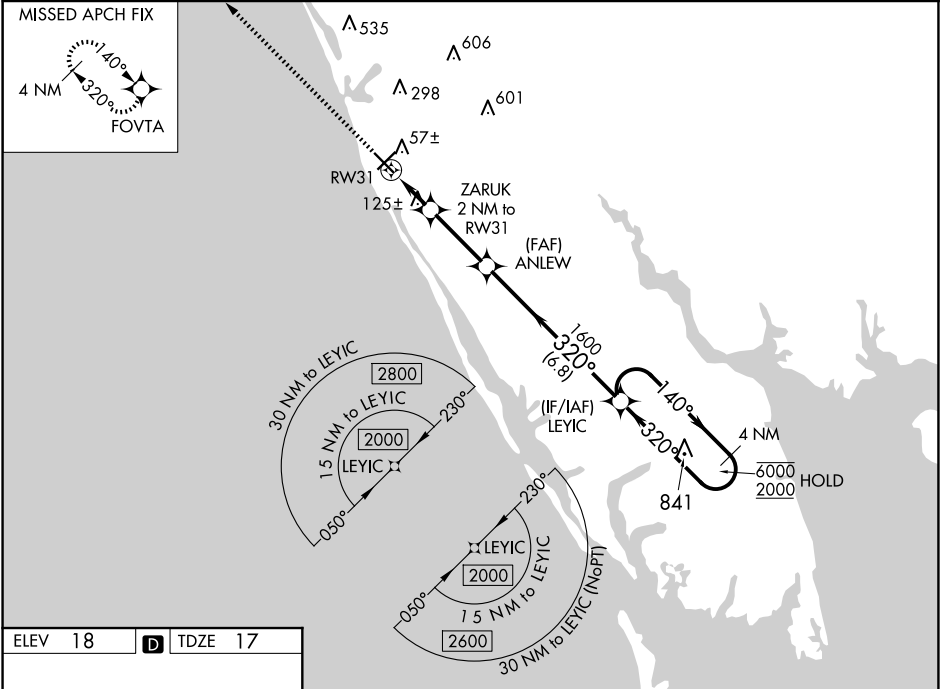 MISSED APCH FIX
140°
4 NM
320°
FOVTA
535
606
298
601
57±
RW31
125±
ZARUK
2 NM to
RW31
(FAF)
ANLEW
1600
320°
(6.8)
(IF/IAF)
LEYIC
140°
320°
4 NM
6000
2000
HOLD
841
30 NM to LEYIC
2800
15 NM to LEYIC
2000
230°
LEYIC
050°
230°
LEYIC
2000
050°
15 NM to LEYIC
2600
30 NM to LEYIC (NoPT)
ELEV 18 D TDZE 17